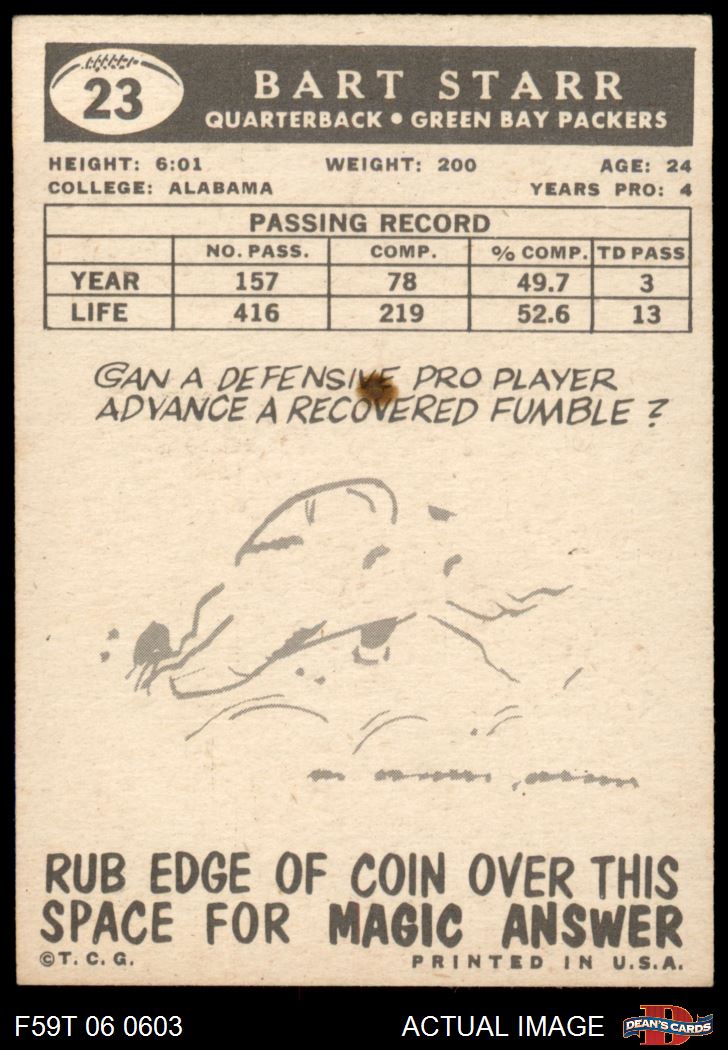 23
BART STARR
QUARTERBACK • GREEN BAY PACKERS
HEIGHT: 6:01 WEIGHT: 200 AGE: 24
COLLEGE: ALABAMA YEARS PRO: 4
PASSING RECORD
NO. PASS. COMP. % COMP. TD PASS
YEAR 157 78 49.7 3
LIFE 416 219 52.6 13
CAN A DEFENSIVE PRO PLAYER
ADVANCE A RECOVERED FUMBLE ?
RUB EDGE OF COIN OVER THIS
SPACE FOR MAGIC ANSWER
©T.C.G. PRINTED IN U.S.A.
F59T 06 0603 ACTUAL IMAGE
D
DEAN'S CARDS